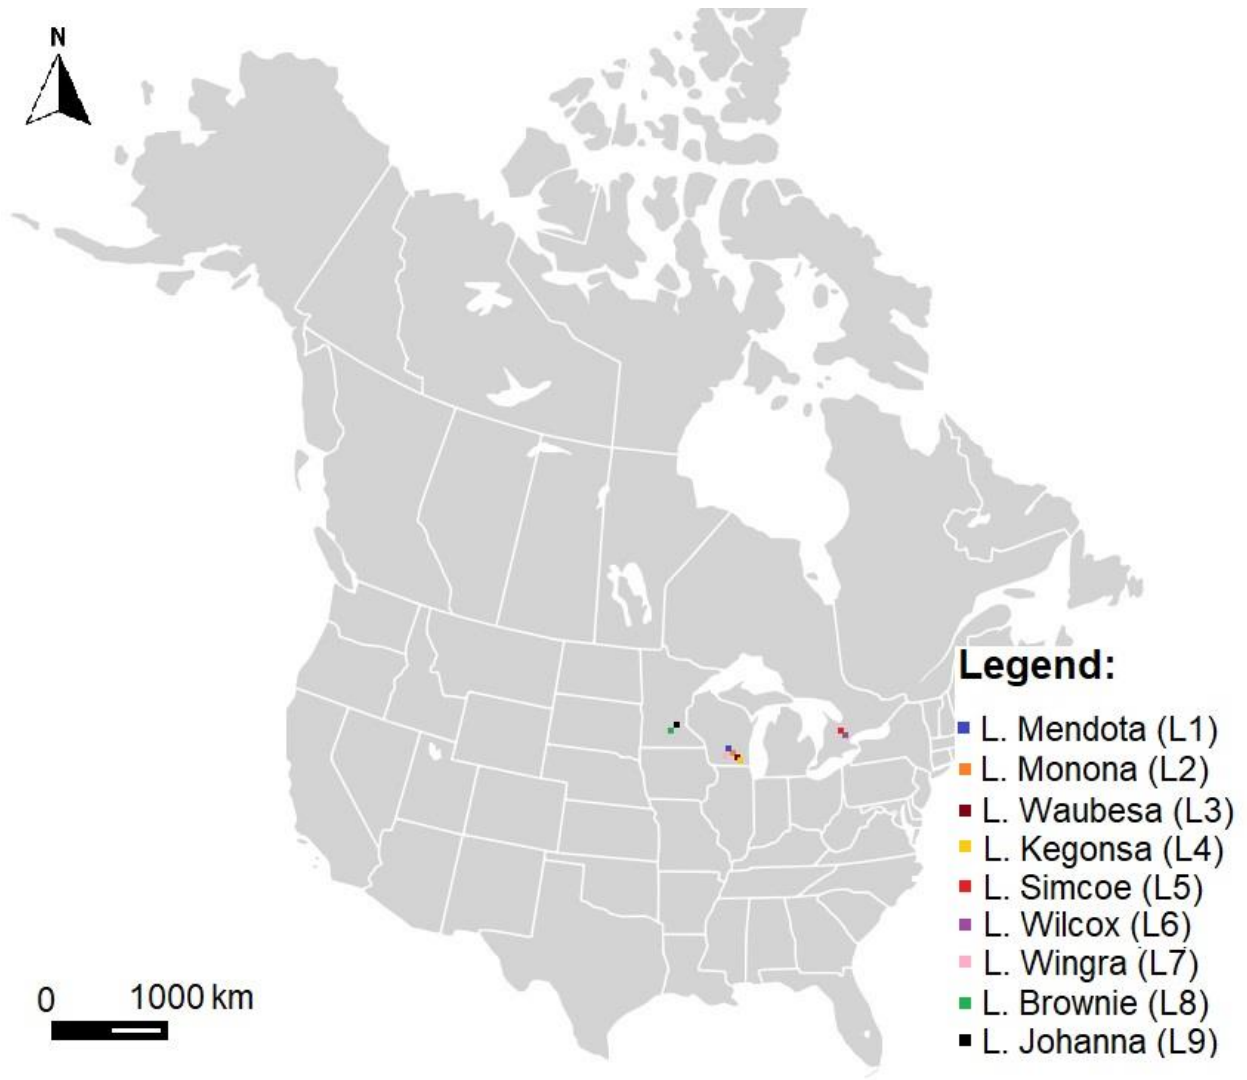 N
Legend:
L. Mendota (L1)
L. Monona (L2)
L. Waubesa (L3)
L. Kegonsa (L4)
L. Simcoe (L5)
L. Wilcox (L6)
L. Wingra (L7)
L. Brownie (L8)
L. Johanna (L9)
0 1000 km